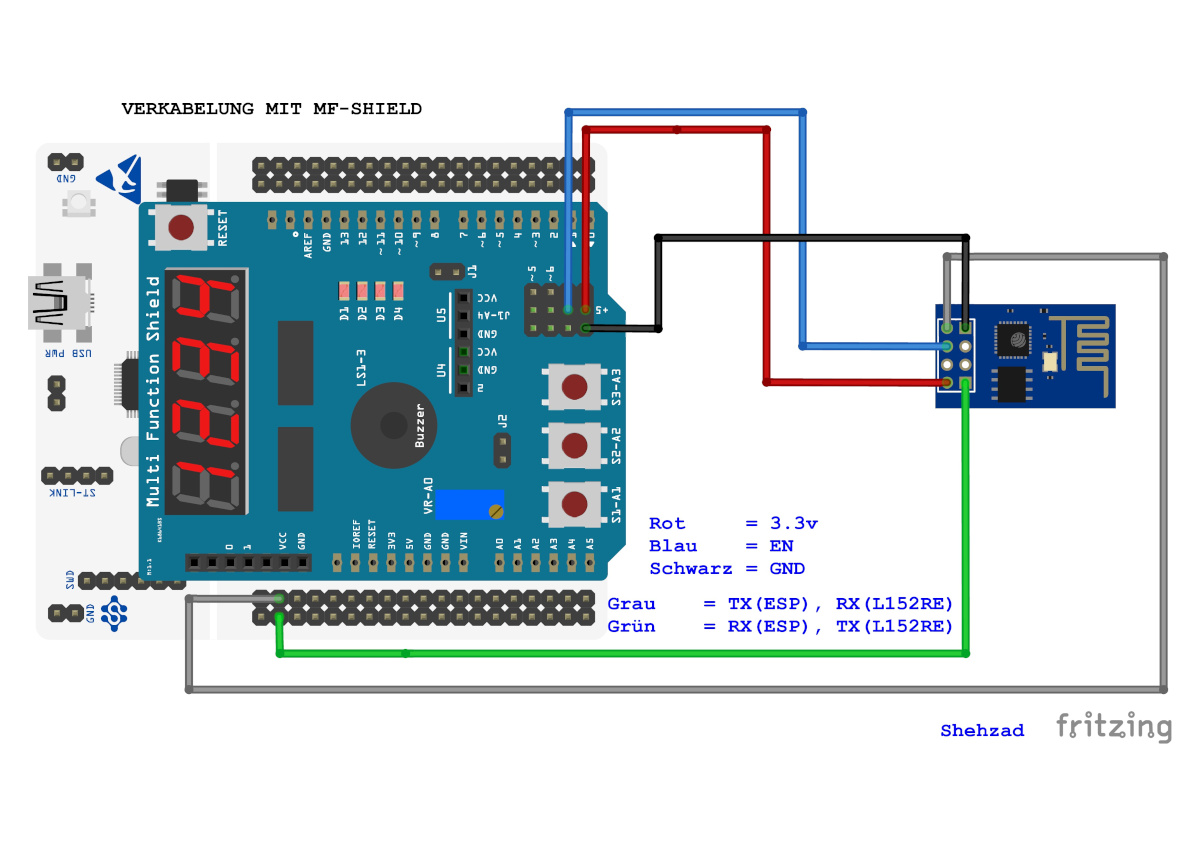 VERKABELUNG MIT MF-SHIELD
GND
RESET
AREF
GND
13
12
~11
~10
~9
8
7
~6
~5
4
~3
2
J1
~5
~6
+5
VCC
J1-A4
GND
U5
VCC
GND
2
U4
D1
D2
D3
D4
LS1-3
Buzzer
J2
USB PWR
Multi Function Shield
ST-LINK
VR-A0
S3-A3
S2-A2
S1-A1
0
1
VCC
GND
IOREF
RESET
3V3
5V
GND
GND
VIN
A0
A1
A2
A3
A4
A5
SWD
GND
Rot = 3.3v
Blau = EN
Schwarz = GND
Grau = TX(ESP), RX(L152RE)
Grün = RX(ESP), TX(L152RE)
Shehzad
fritzing